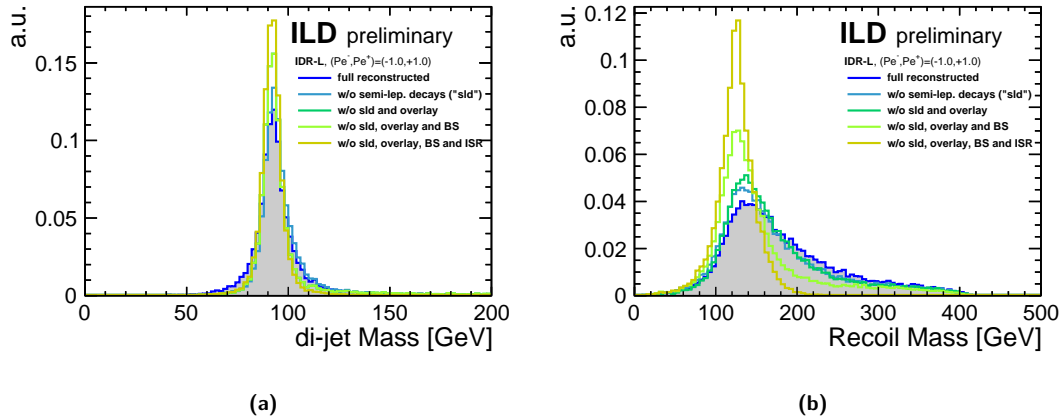 a.u.
ILD preliminary
IDR-L, (Pe⁻,Pe⁺)=(-1.0,+1.0)
full reconstructed
w/o semi-lep. decays ("sld")
w/o sld and overlay
w/o sld, overlay and BS
w/o sld, overlay, BS and ISR
0.15
0.1
0.05
0
0 50 100 150 200
di-jet Mass [GeV]
(a)
a.u.
ILD preliminary
IDR-L, (Pe⁻,Pe⁺)=(-1.0,+1.0)
full reconstructed
w/o semi-lep. decays ("sld")
w/o sld and overlay
w/o sld, overlay and BS
w/o sld, overlay, BS and ISR
0.12
0.1
0.08
0.06
0.04
0.02
0
0 100 200 300 400 500
Recoil Mass [GeV]
(b)